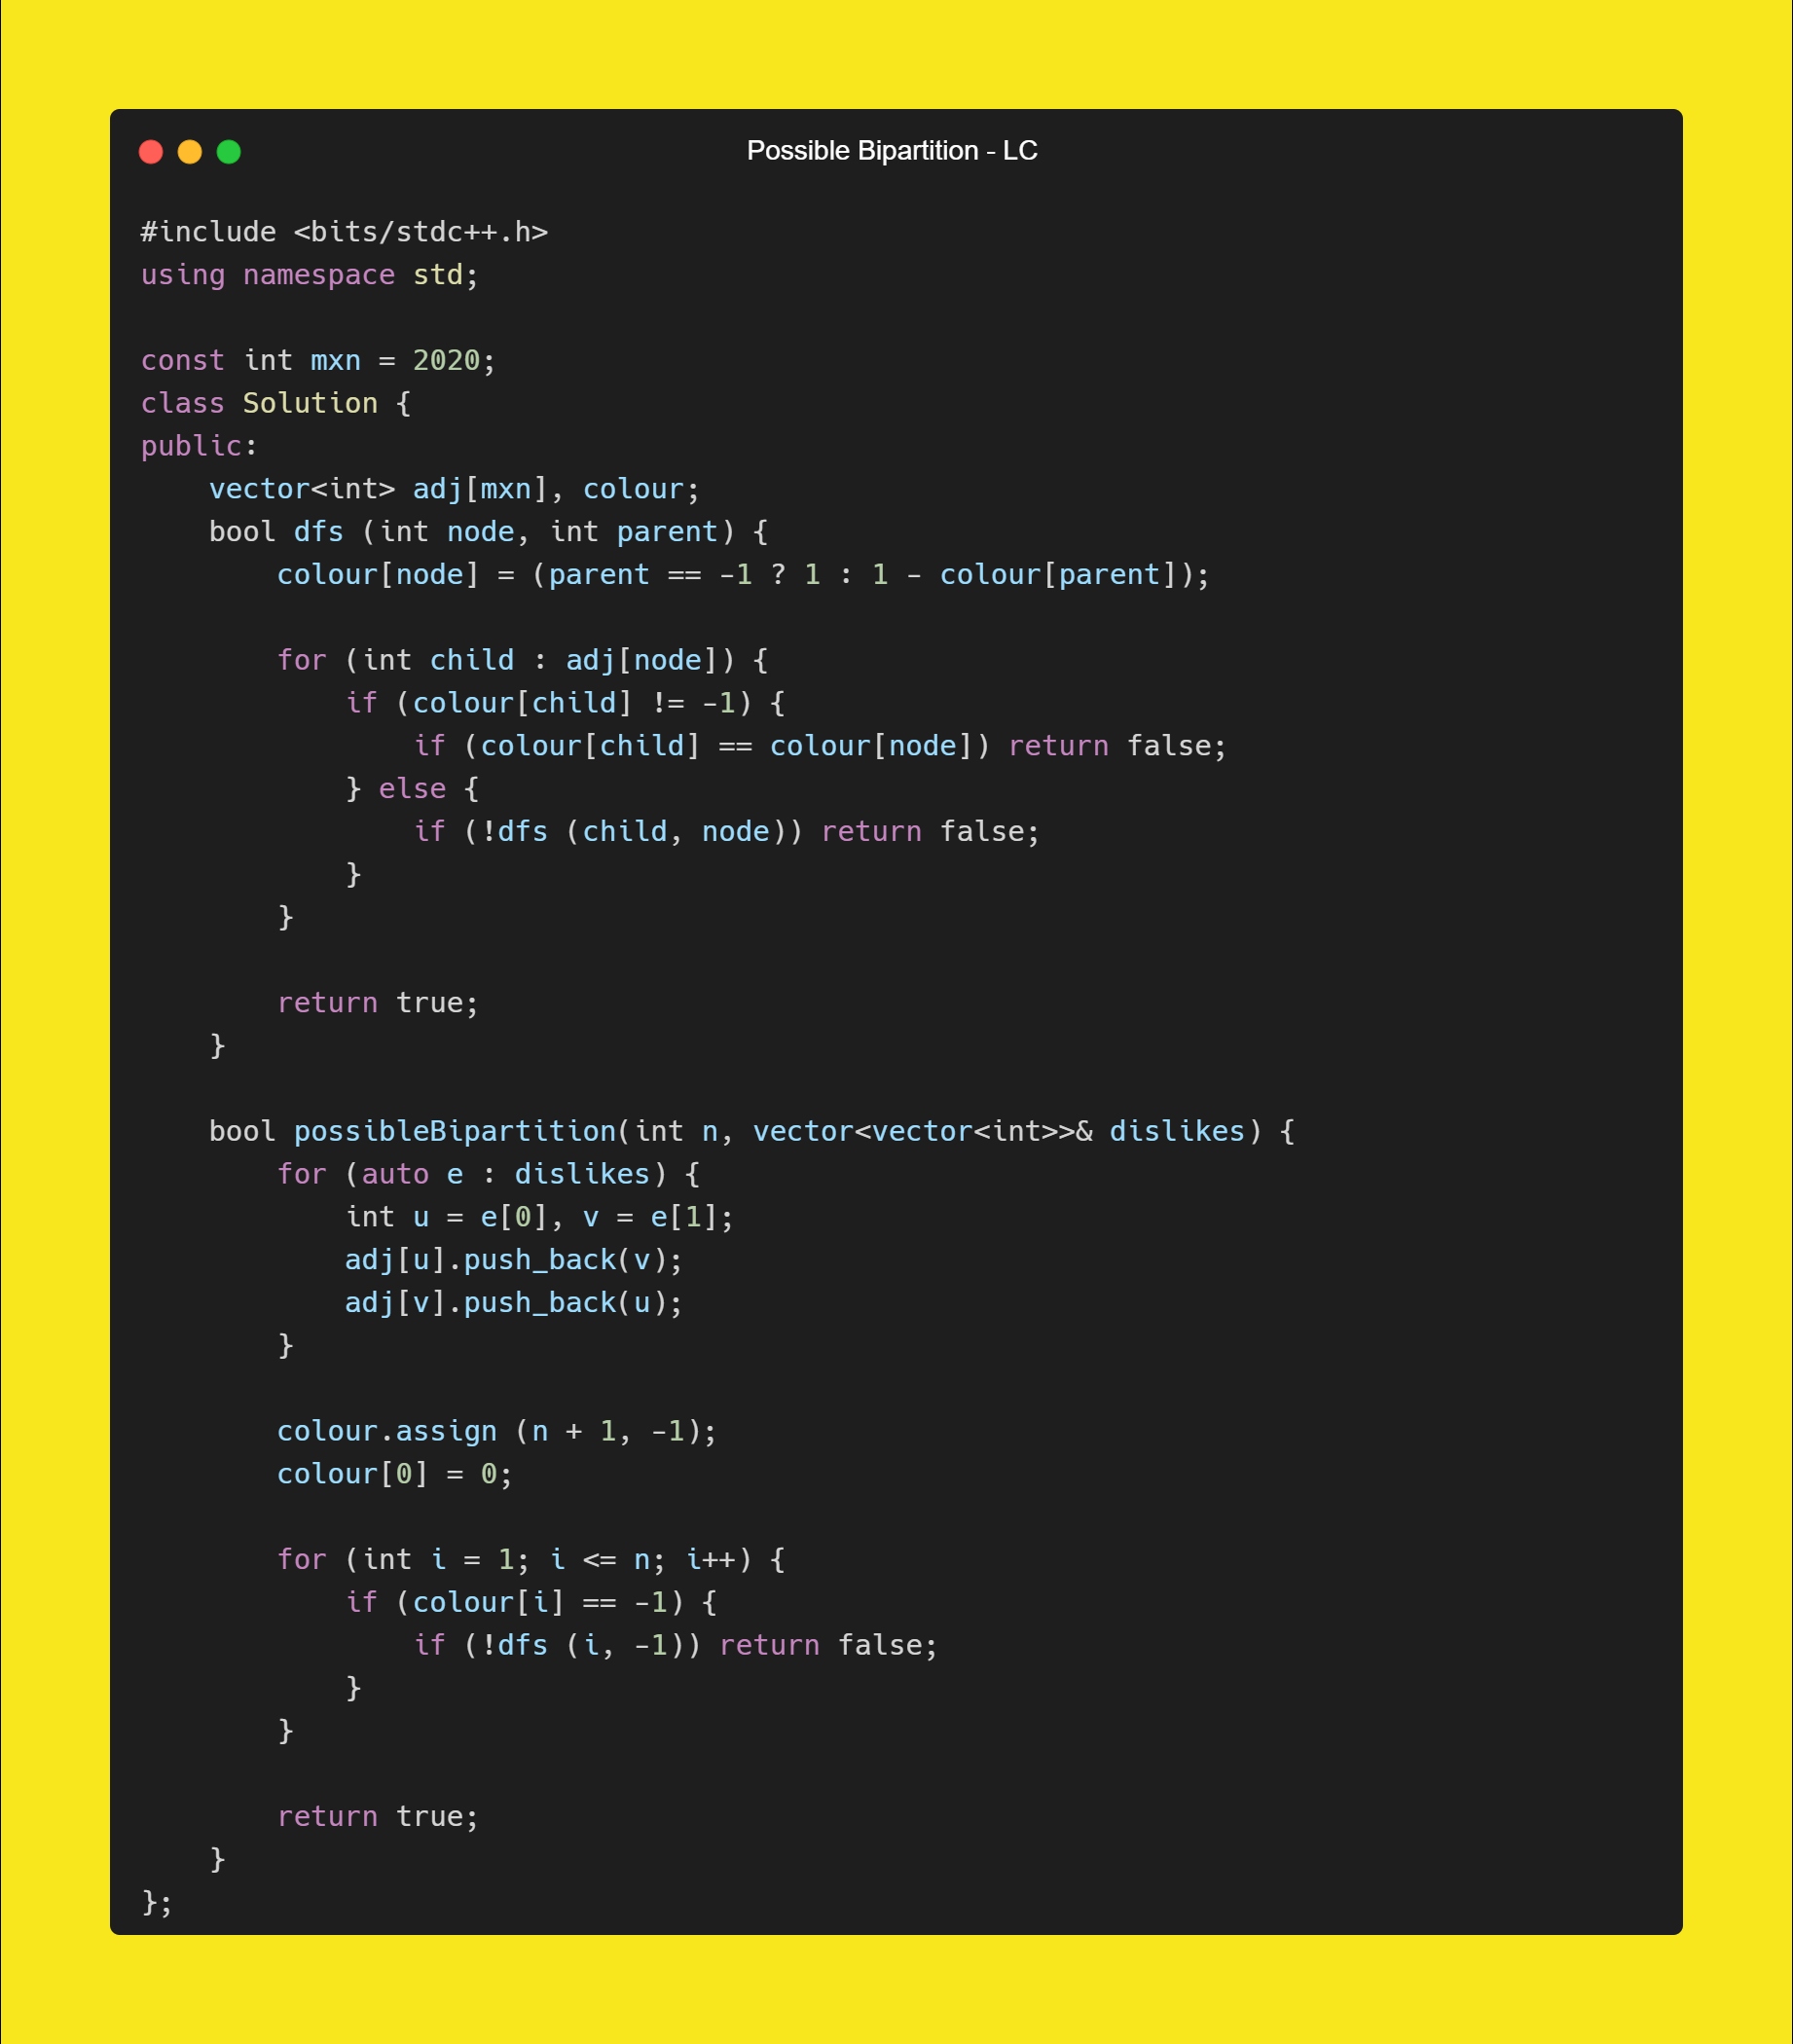 Possible Bipartition - LC
#include <bits/stdc++.h>
using namespace std;

const int mxn = 2020;
class Solution {
public:
    vector<int> adj[mxn], colour;
    bool dfs (int node, int parent) {
        colour[node] = (parent == -1 ? 1 : 1 - colour[parent]);

        for (int child : adj[node]) {
            if (colour[child] != -1) {
                if (colour[child] == colour[node]) return false;
            } else {
                if (!dfs (child, node)) return false;
            }
        }

        return true;
    }

    bool possibleBipartition(int n, vector<vector<int>>& dislikes) {
        for (auto e : dislikes) {
            int u = e[0], v = e[1];
            adj[u].push_back(v);
            adj[v].push_back(u);
        }

        colour.assign (n + 1, -1);
        colour[0] = 0;

        for (int i = 1; i <= n; i++) {
            if (colour[i] == -1) {
                if (!dfs (i, -1)) return false;
            }
        }

        return true;
    }
};